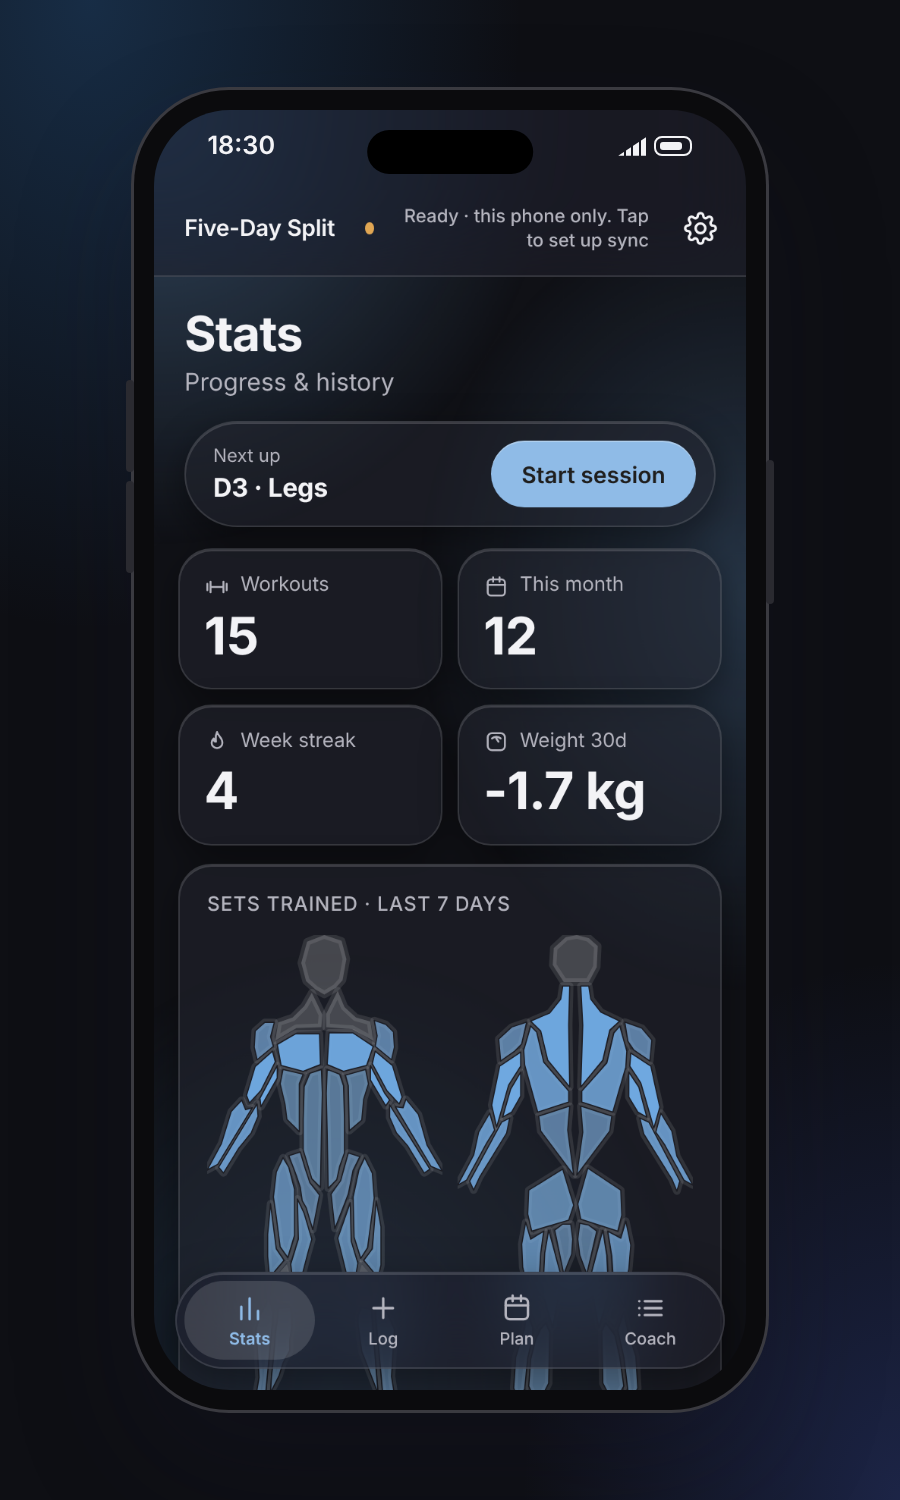 18:30
Five-Day Split
Ready · this phone only. Tap
to set up sync
Stats
Progress & history
Next up
D3 · Legs
Start session
Workouts
15
This month
12
Week streak
4
Weight 30d
-1.7 kg
SETS TRAINED · LAST 7 DAYS
Stats
Log
Plan
Coach